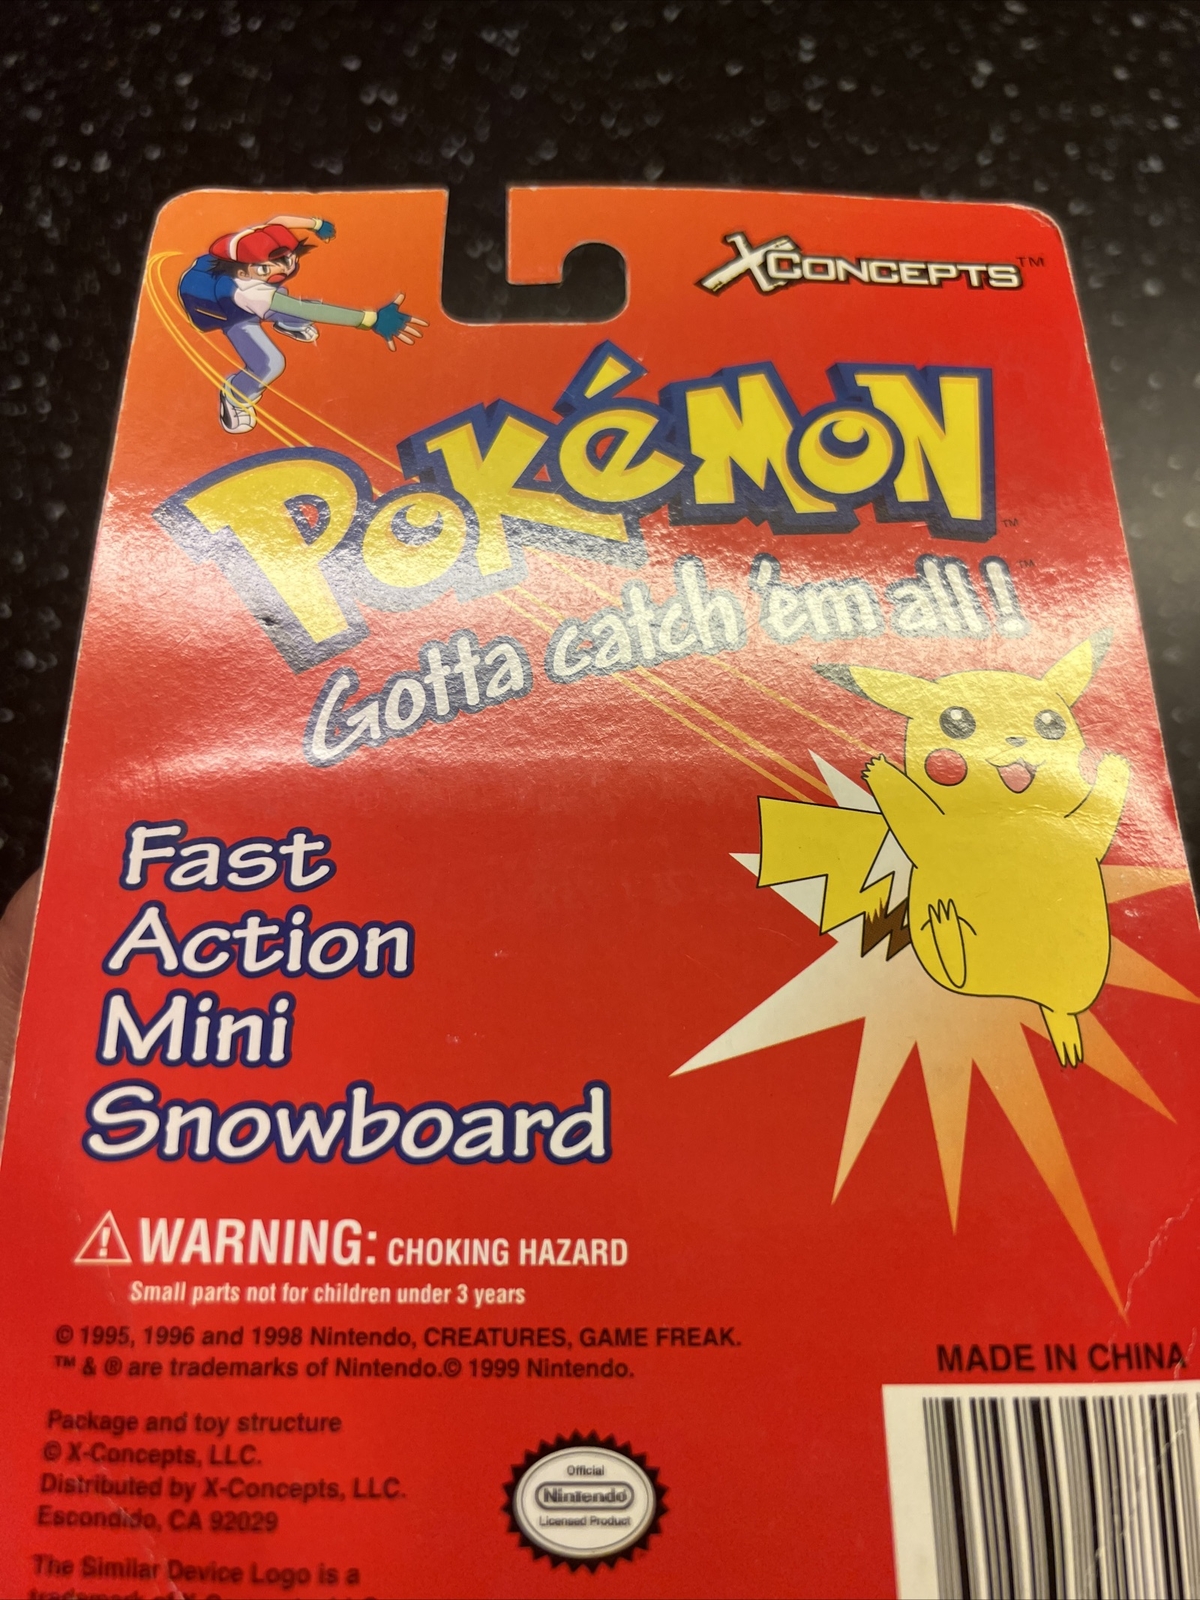 XCONCEPTS™
POKéMON™
Gotta catch 'em all!™
Fast
Action
Mini
Snowboard
WARNING: CHOKING HAZARD
Small parts not for children under 3 years
© 1995, 1996 and 1998 Nintendo, CREATURES, GAME FREAK.
™ & ® are trademarks of Nintendo.© 1999 Nintendo.
MADE IN CHINA
Package and toy structure
© X-Concepts, LLC.
Distributed by X-Concepts, LLC.
Escondido, CA 92029
Official
Nintendo
Licensed Product
The Similar Device Logo is a